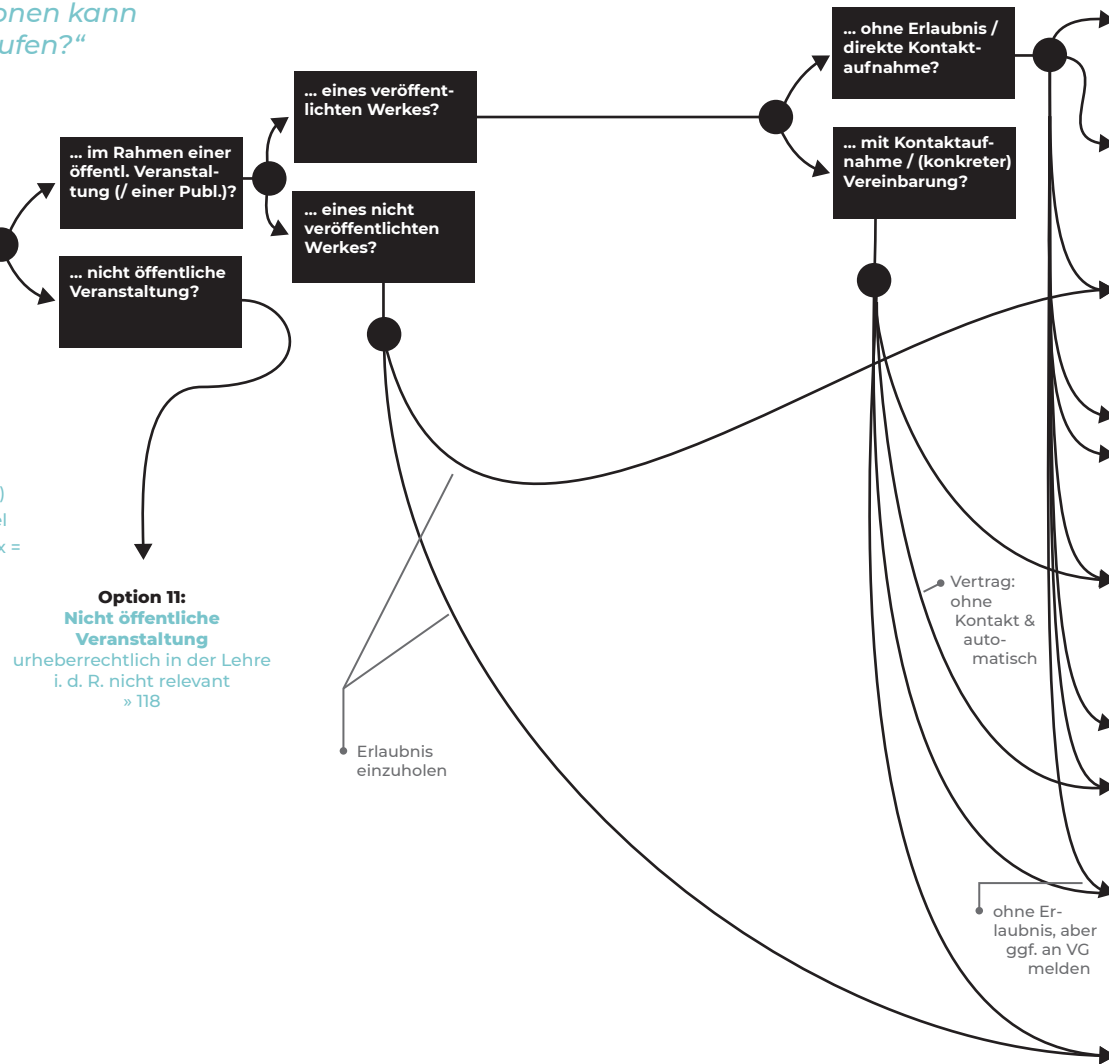 onen kann
ufen?“
... ohne Erlaubnis /
direkte Kontakt-
aufnahme?
... eines veröffent-
lichten Werkes?
... mit Kontaktauf-
nahme / (konkreter)
Vereinbarung?
... im Rahmen einer
öffentl. Veranstal-
tung (/ einer Publ.)?
... eines nicht
veröffentlichten
Werkes?
... nicht öffentliche
Veranstaltung?
)
el
x =
Option 11:
Nicht öffentliche
Veranstaltung
urheberrechtlich in der Lehre
i. d. R. nicht relevant
» 118
Vertrag:
ohne
Kontakt &
auto-
matisch
Erlaubnis
einzuholen
ohne Er-
laubnis, aber
ggf. an VG
melden